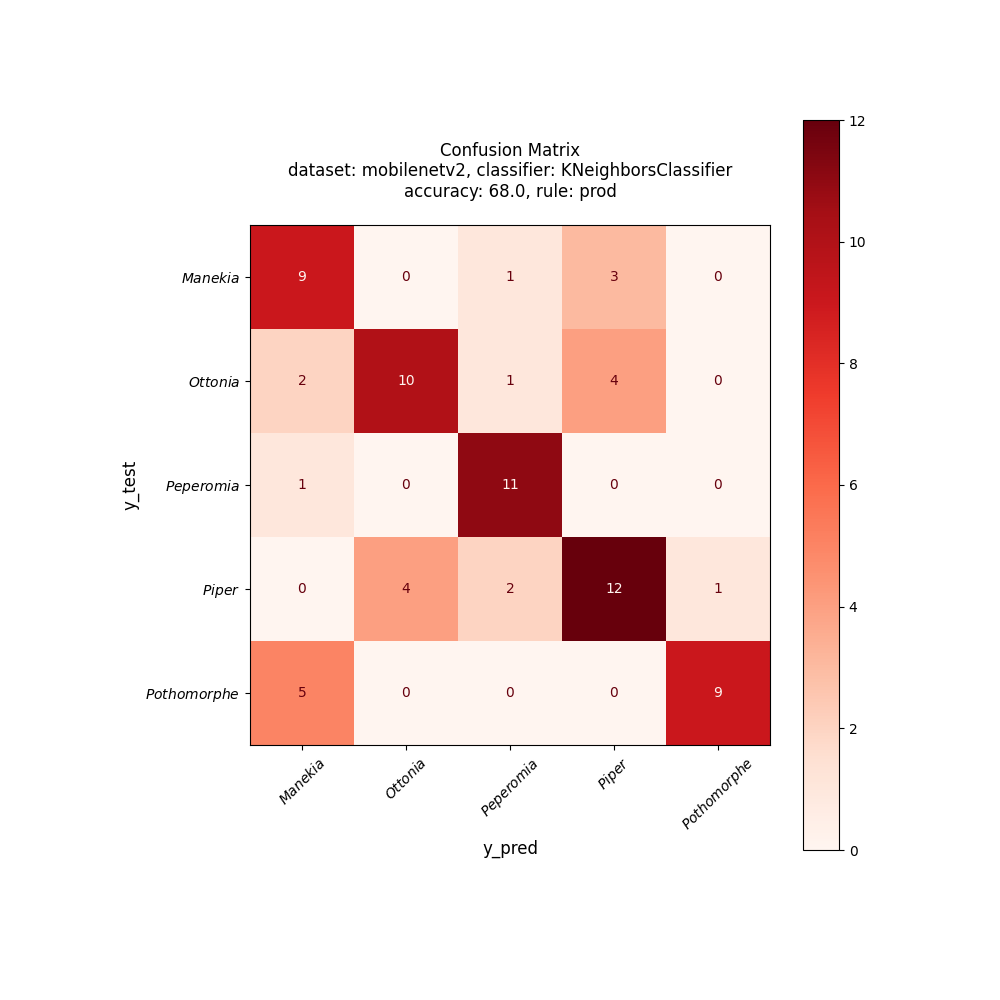 Confusion Matrix
dataset: mobilenetv2, classifier: KNeighborsClassifier
accuracy: 68.0, rule: prod
Manekia 9 0 1 3 0
Ottonia 2 10 1 4 0
Peperomia 1 0 11 0 0
Piper 0 4 2 12 1
Pothomorphe 5 0 0 0 9
Manekia Ottonia Peperomia Piper Pothomorphe
y_test
y_pred
12
10
8
6
4
2
0